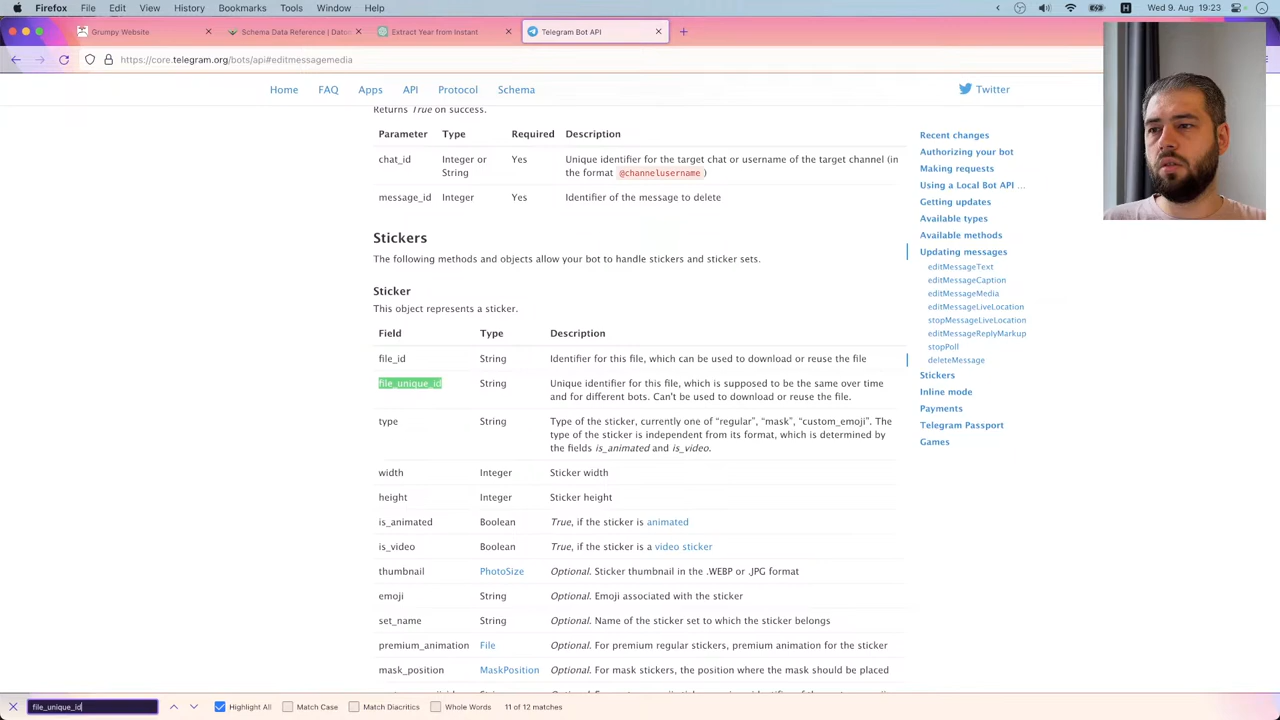 Firefox File Edit View History Bookmarks Tools Window Help
Wed 9. Aug 19:23
Grumpy Website
Schema Data Reference | Datom
Extract Year from Instant
Telegram Bot API
https://core.telegram.org/bots/api#editmessagemedia
Home FAQ Apps API Protocol Schema Twitter
Returns True on success.
Parameter Type Required Description
chat_id Integer or String Yes Unique identifier for the target chat or username of the target channel (in the format @channelusername )
message_id Integer Yes Identifier of the message to delete
Stickers
The following methods and objects allow your bot to handle stickers and sticker sets.
Sticker
This object represents a sticker.
Field Type Description
file_id String Identifier for this file, which can be used to download or reuse the file
file_unique_id String Unique identifier for this file, which is supposed to be the same over time
and for different bots. Can't be used to download or reuse the file.
type String Type of the sticker, currently one of “regular”, “mask”, “custom_emoji”. The
type of the sticker is independent from its format, which is determined by
the fields is_animated and is_video.
width Integer Sticker width
height Integer Sticker height
is_animated Boolean True, if the sticker is animated
is_video Boolean True, if the sticker is a video sticker
thumbnail PhotoSize Optional. Sticker thumbnail in the .WEBP or .JPG format
emoji String Optional. Emoji associated with the sticker
set_name String Optional. Name of the sticker set to which the sticker belongs
premium_animation File Optional. For premium regular stickers, premium animation for the sticker
mask_position MaskPosition Optional. For mask stickers, the position where the mask should be placed
Recent changes
Authorizing your bot
Making requests
Using a Local Bot API ...
Getting updates
Available types
Available methods
Updating messages
editMessageText
editMessageCaption
editMessageMedia
editMessageLiveLocation
stopMessageLiveLocation
editMessageReplyMarkup
stopPoll
deleteMessage
Stickers
Inline mode
Payments
Telegram Passport
Games
file_unique_id Highlight All Match Case Match Diacritics Whole Words 11 of 12 matches